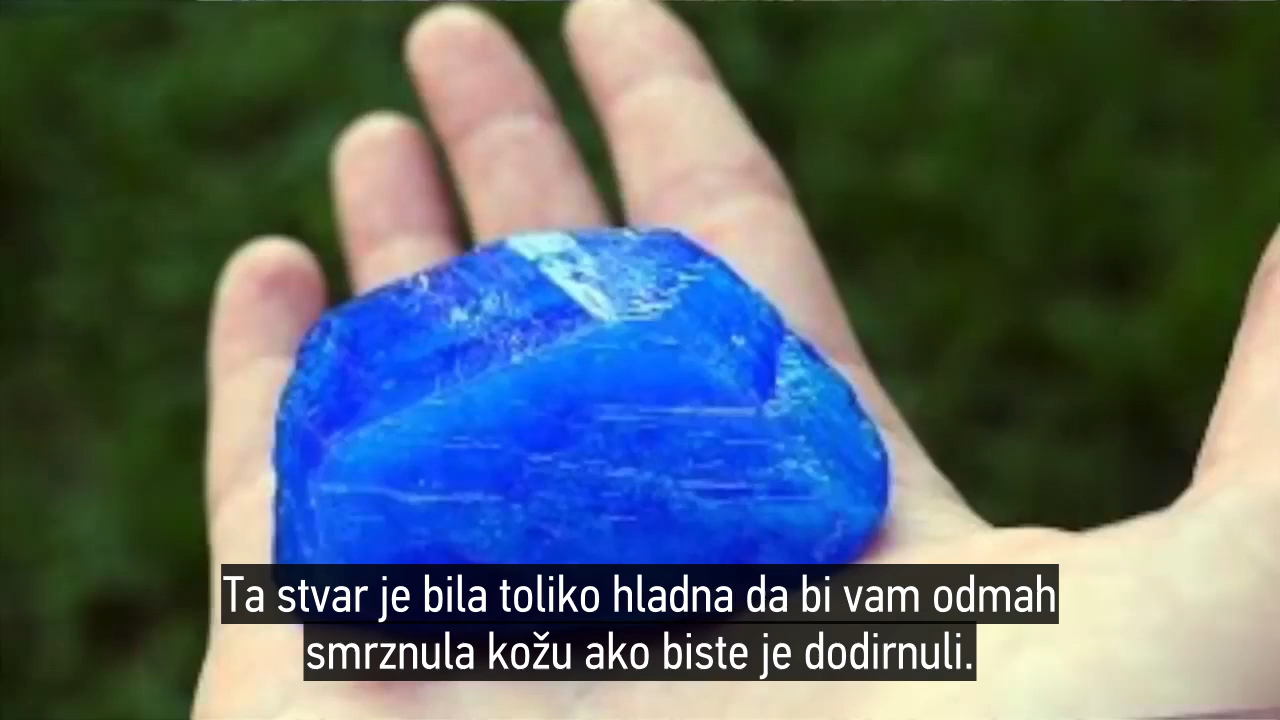 Ta stvar je bila toliko hladna da bi vam odmah
smrznula kožu ako biste je dodirnuli.